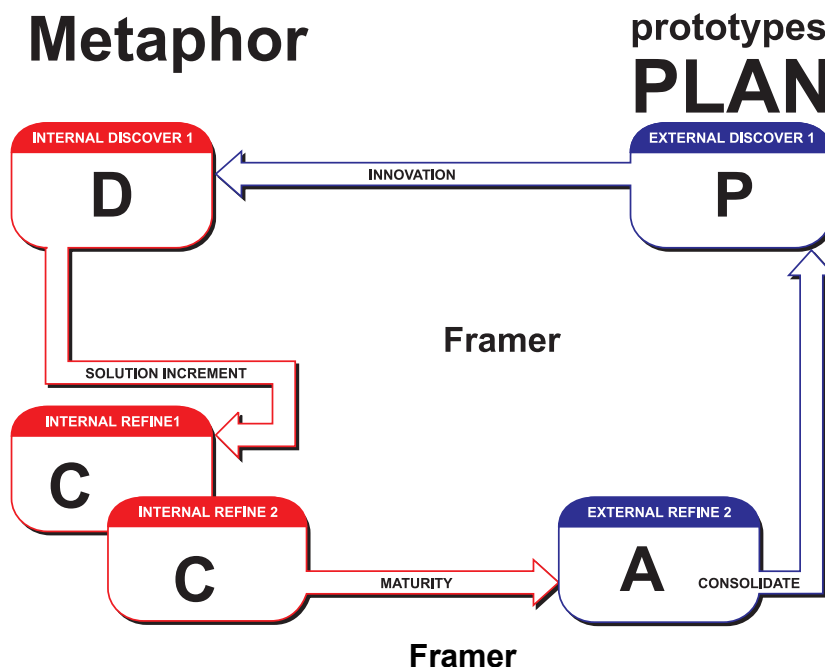 Metaphor
prototypes
PLAN
INTERNAL DISCOVER 1
D
INNOVATION
EXTERNAL DISCOVER 1
P
Framer
SOLUTION INCREMENT
INTERNAL REFINE1
C
INTERNAL REFINE 2
C
MATURITY
EXTERNAL REFINE 2
A
CONSOLIDATE
Framer